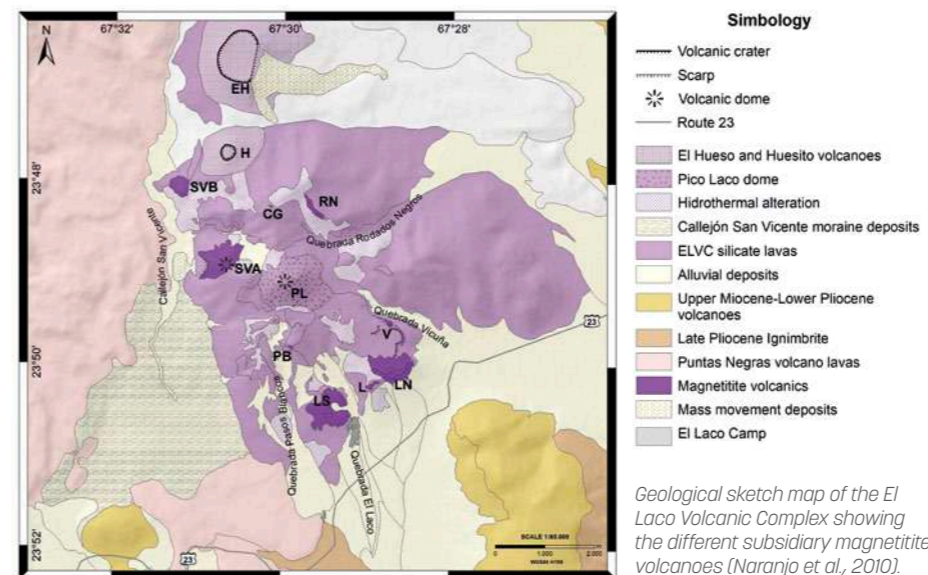 67°32' 67°30' 67°28'
N
EH
23°48'
H
SVB
CG
RN
Quebrada Rodados Negros
Callejón San Vicente
SVA
PL
Quebrada Vicuña
V
23
23°50'
PB
L
LN
LS
Quebrada Pasos Blancos
Quebrada El Laco
23°52'
23
0 1.000 2.000
Simbology
Volcanic crater
Scarp
Volcanic dome
Route 23
El Hueso and Huesito volcanoes
Pico Laco dome
Hidrothermal alteration
Callejón San Vicente moraine deposits
ELVC silicate lavas
Alluvial deposits
Upper Miocene-Lower Pliocene
volcanoes
Late Pliocene Ignimbrite
Puntas Negras volcano lavas
Magnetitite volcanics
Mass movement deposits
El Laco Camp
Geological sketch map of the El
Laco Volcanic Complex showing
the different subsidiary magnetitite
volcanoes (Naranjo et al., 2010).